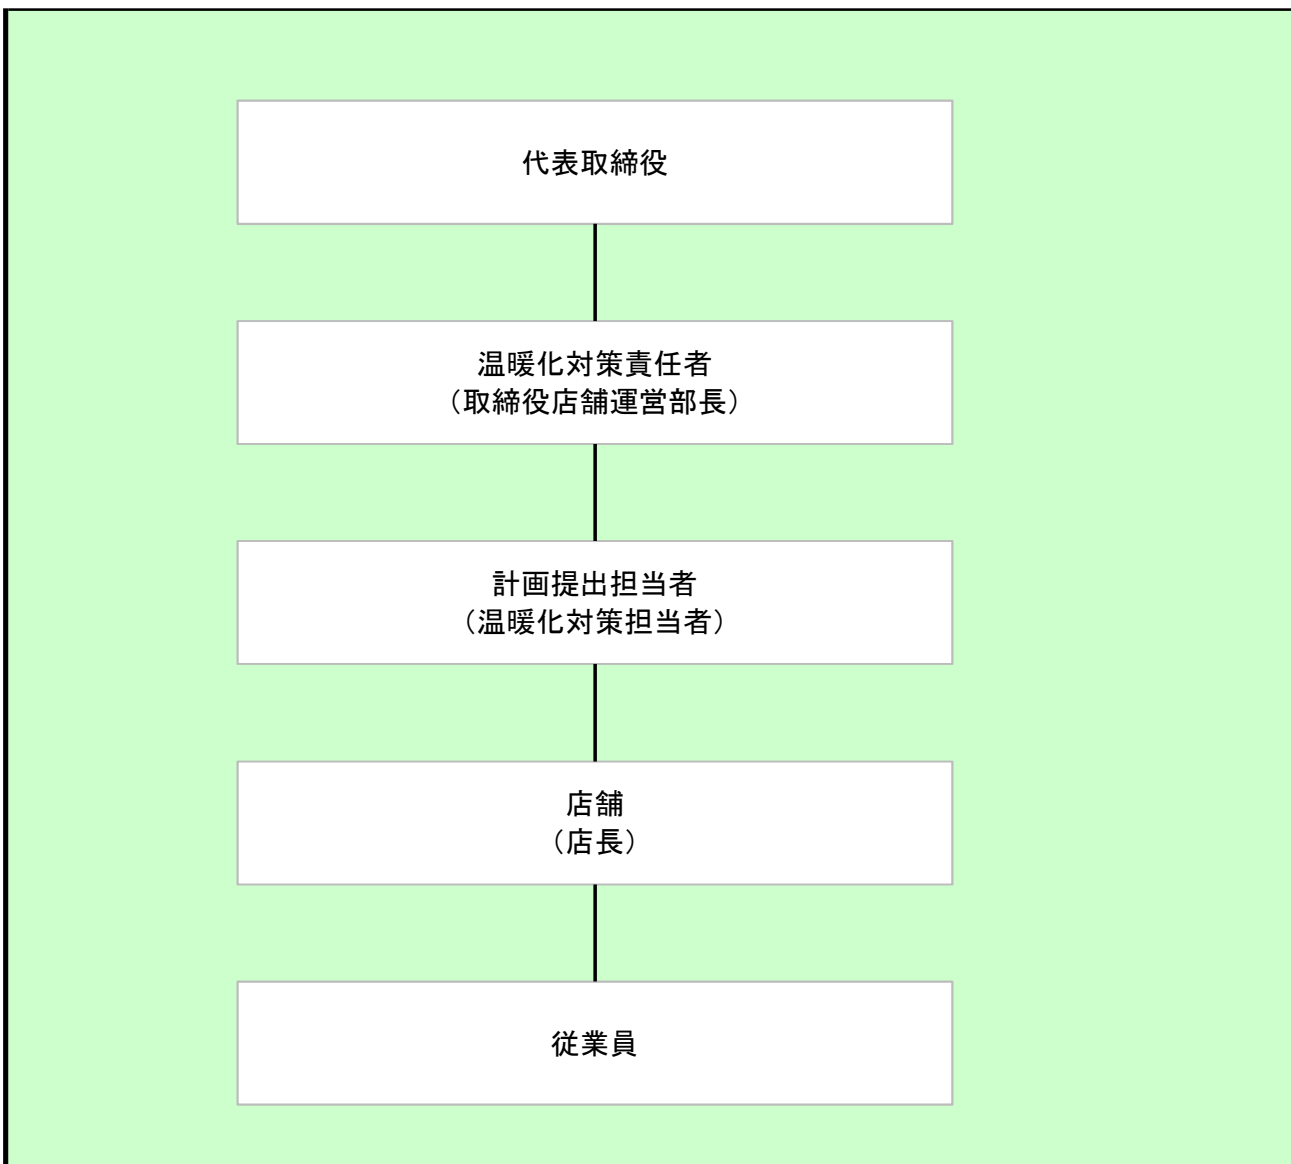 代表取締役
温暖化対策責任者
（取締役店舗運営部長）
計画提出担当者
（温暖化対策担当者）
店舗
（店長）
従業員